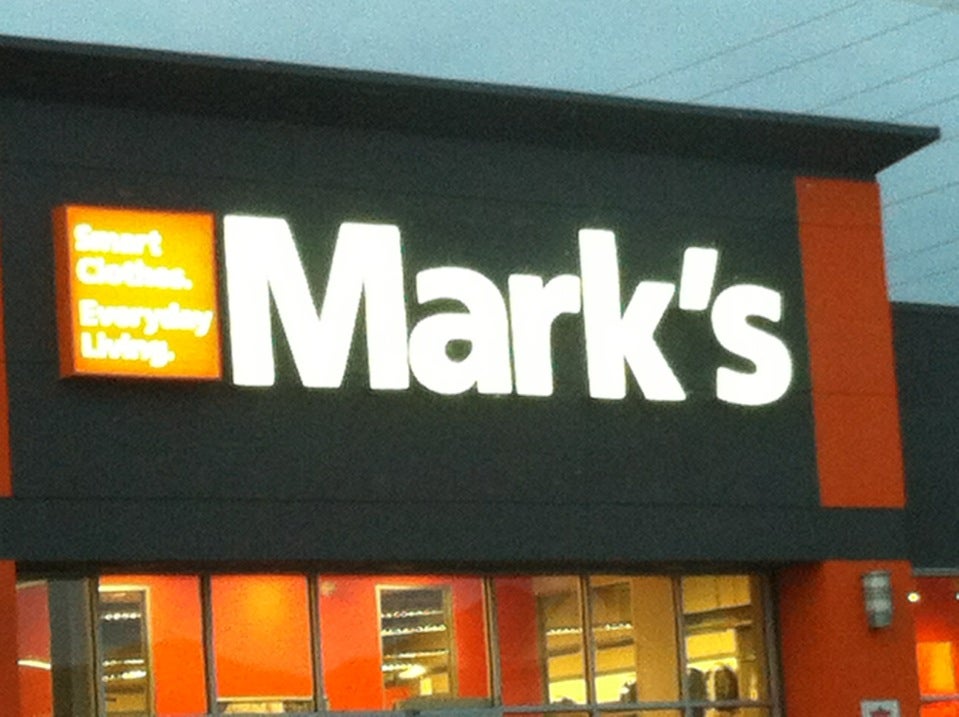 Smart
Clothes.
Everyday
Living.
Mark's